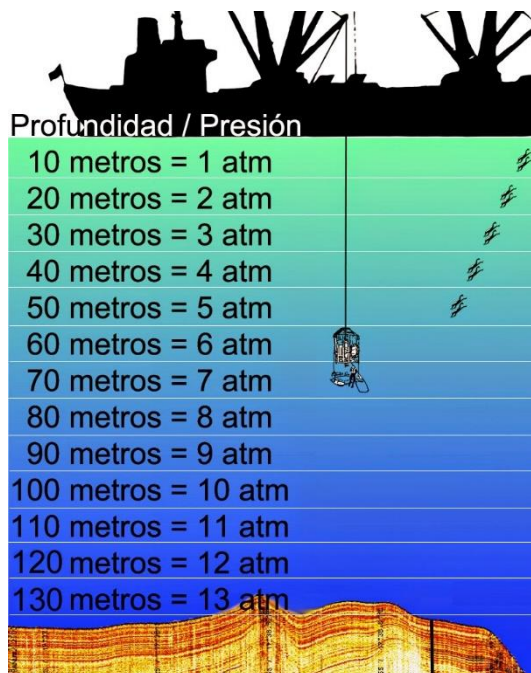 Profundidad / Presión
10 metros = 1 atm
20 metros = 2 atm
30 metros = 3 atm
40 metros = 4 atm
50 metros = 5 atm
60 metros = 6 atm
70 metros = 7 atm
80 metros = 8 atm
90 metros = 9 atm
100 metros = 10 atm
110 metros = 11 atm
120 metros = 12 atm
130 metros = 13 atm